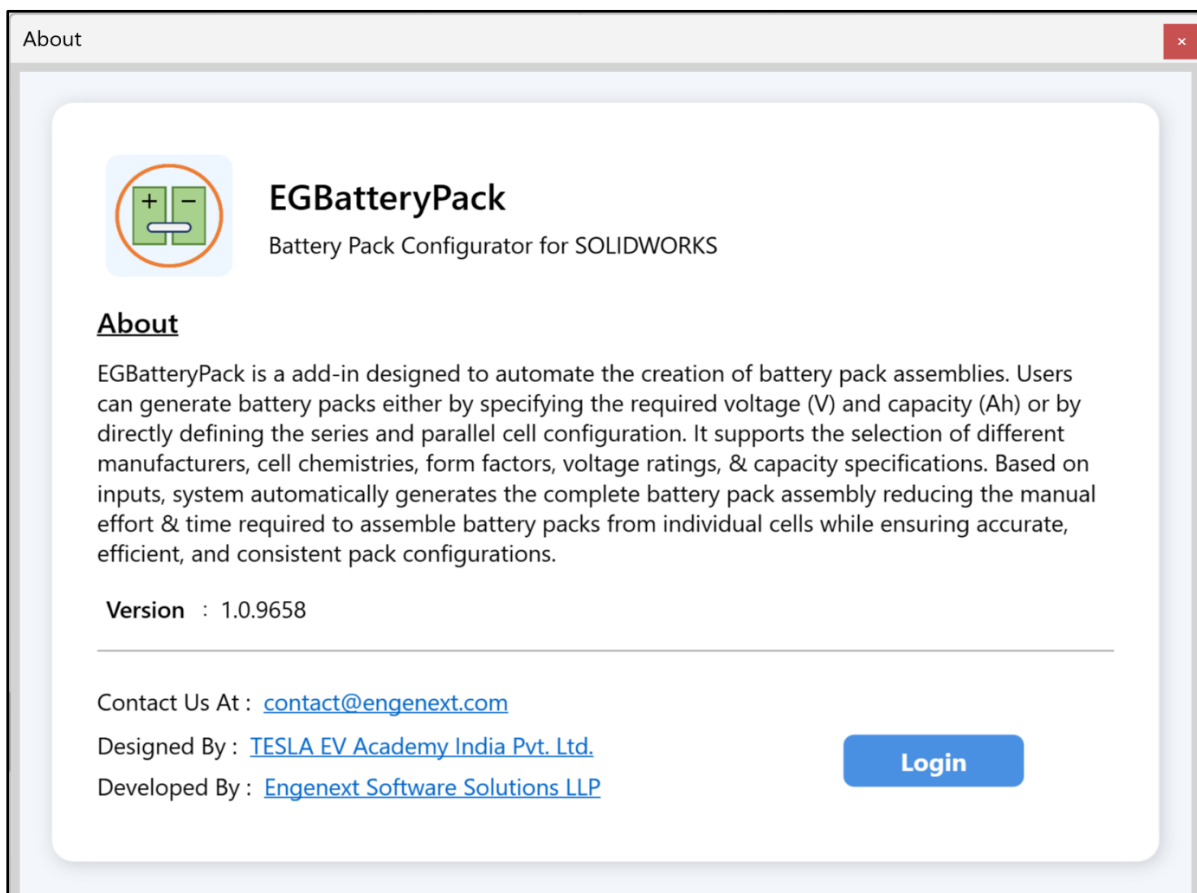 About
×
+ −
EGBatteryPack
Battery Pack Configurator for SOLIDWORKS
About
EGBatteryPack is a add-in designed to automate the creation of battery pack assemblies. Users
can generate battery packs either by specifying the required voltage (V) and capacity (Ah) or by
directly defining the series and parallel cell configuration. It supports the selection of different
manufacturers, cell chemistries, form factors, voltage ratings, & capacity specifications. Based on
inputs, system automatically generates the complete battery pack assembly reducing the manual
effort & time required to assemble battery packs from individual cells while ensuring accurate,
efficient, and consistent pack configurations.
Version : 1.0.9658
Contact Us At : contact@engenext.com
Designed By : TESLA EV Academy India Pvt. Ltd.
Developed By : Engenext Software Solutions LLP
Login